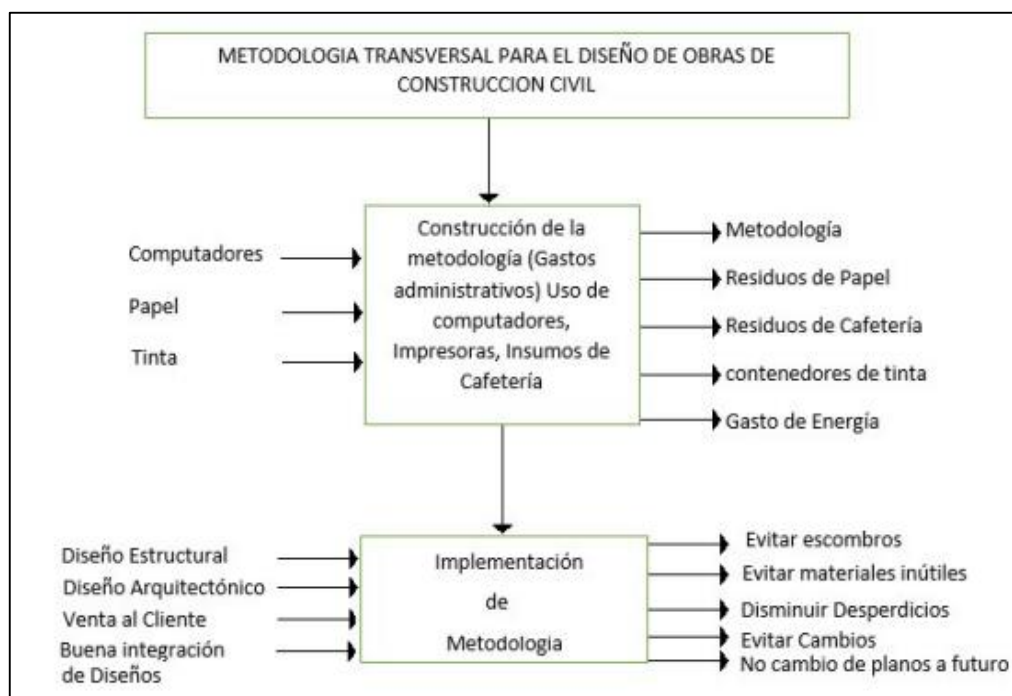 METODOLOGIA TRANSVERSAL PARA EL DISEÑO DE OBRAS DE
CONSTRUCCION CIVIL
Computadores
Papel
Tinta
Construcción de la
metodología (Gastos
administrativos) Uso de
computadores,
Impresoras, Insumos de
Cafetería
Metodología
Residuos de Papel
Residuos de Cafetería
contenedores de tinta
Gasto de Energía
Diseño Estructural
Diseño Arquitectónico
Venta al Cliente
Buena integración
de Diseños
Implementación
de
Metodologia
Evitar escombros
Evitar materiales inútiles
Disminuir Desperdicios
Evitar Cambios
No cambio de planos a futuro